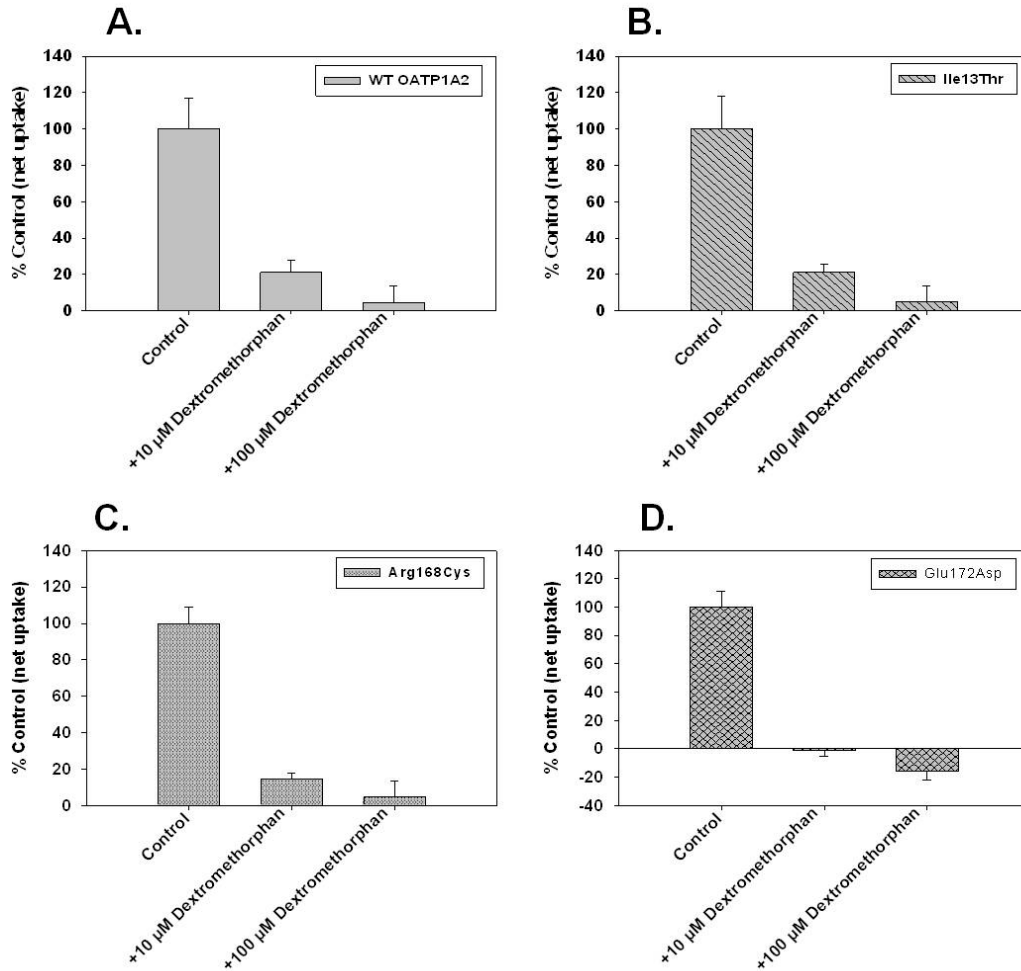 A.
% Control (net uptake)
140
120
100
80
60
40
20
0
WT OATP1A2
Control
+10 µM Dextromethorphan
+100 µM Dextromethorphan
B.
% Control (net uptake)
140
120
100
80
60
40
20
0
Ile13Thr
Control
+10 µM Dextromethorphan
+100 µM Dextromethorphan
C.
% Control (net uptake)
140
120
100
80
60
40
20
0
Arg168Cys
Control
+10 µM Dextromethorphan
+100 µM Dextromethorphan
D.
% Control (net uptake)
140
120
100
80
60
40
20
0
-20
-40
Glu172Asp
Control
+10 µM Dextromethorphan
+100 µM Dextromethorphan